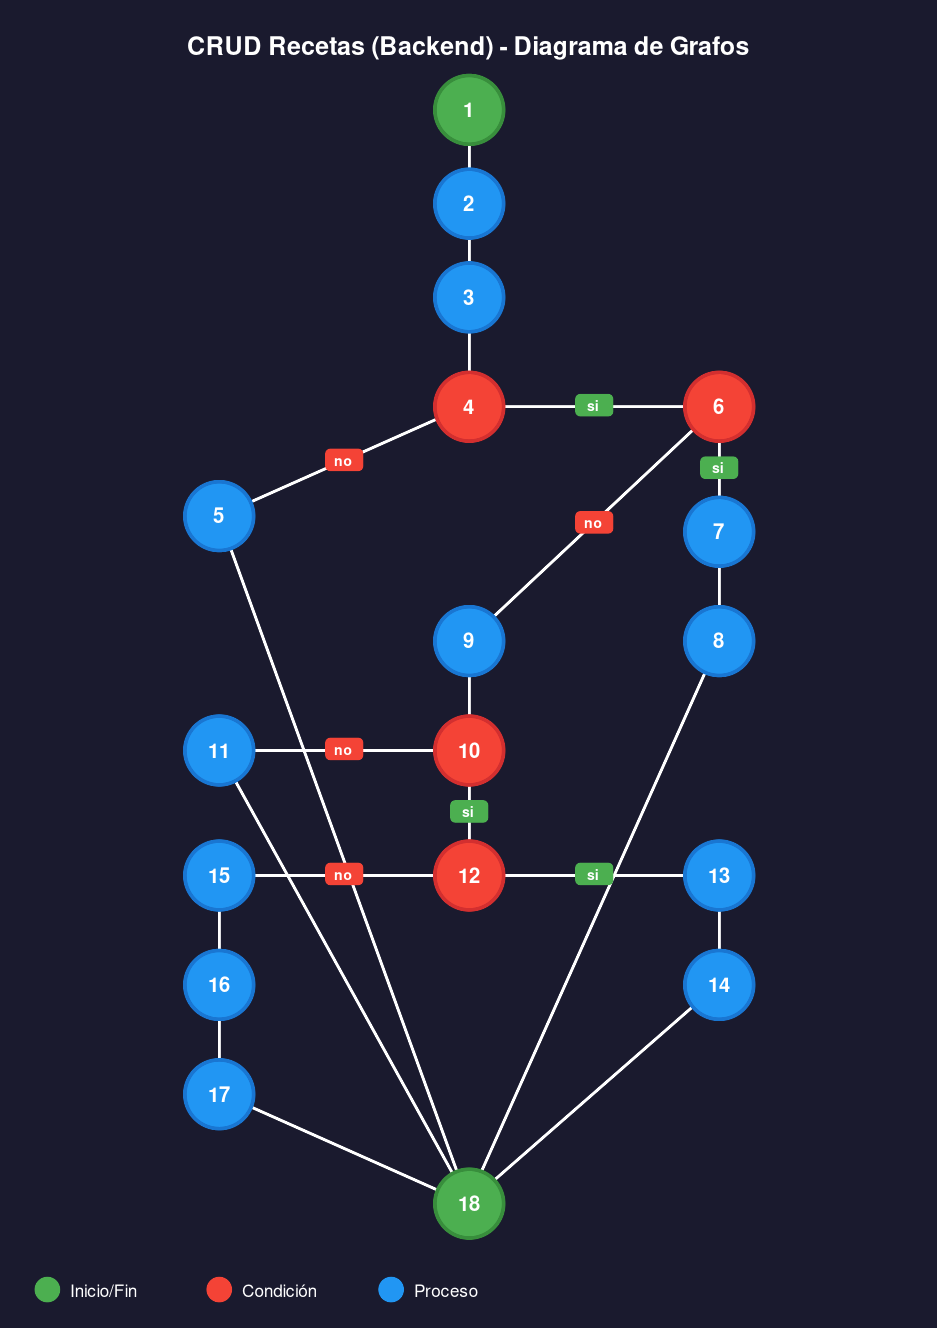 CRUD Recetas (Backend) - Diagrama de Grafos
1
2
3
4
si
6
no
si
5
no
7
9
8
11
no
10
si
15
no
12
si
13
16
14
17
18
Inicio/Fin
Condición
Proceso